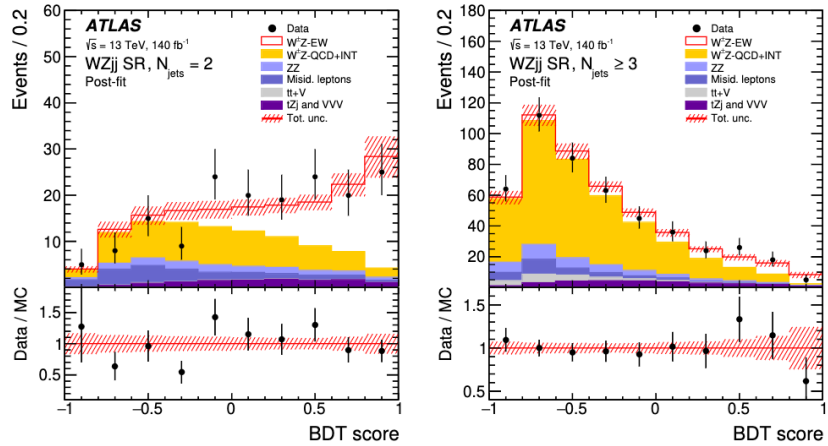 Events / 0.2
60
50
40
30
20
10
ATLAS
√s = 13 TeV, 140 fb⁻¹
WZjj SR, N_jets = 2
Post-fit
Data
W±Z-EW
W±Z-QCD+INT
ZZ
Misid. leptons
tt+V
tZj and VVV
Tot. unc.
Data / MC
1.5
1
0.5
−1
−0.5
0
0.5
1
BDT score
Events / 0.2
180
160
140
120
100
80
60
40
20
ATLAS
√s = 13 TeV, 140 fb⁻¹
WZjj SR, N_jets ≥ 3
Post-fit
Data
W±Z-EW
W±Z-QCD+INT
ZZ
Misid. leptons
tt+V
tZj and VVV
Tot. unc.
Data / MC
1.5
1
0.5
−1
−0.5
0
0.5
1
BDT score